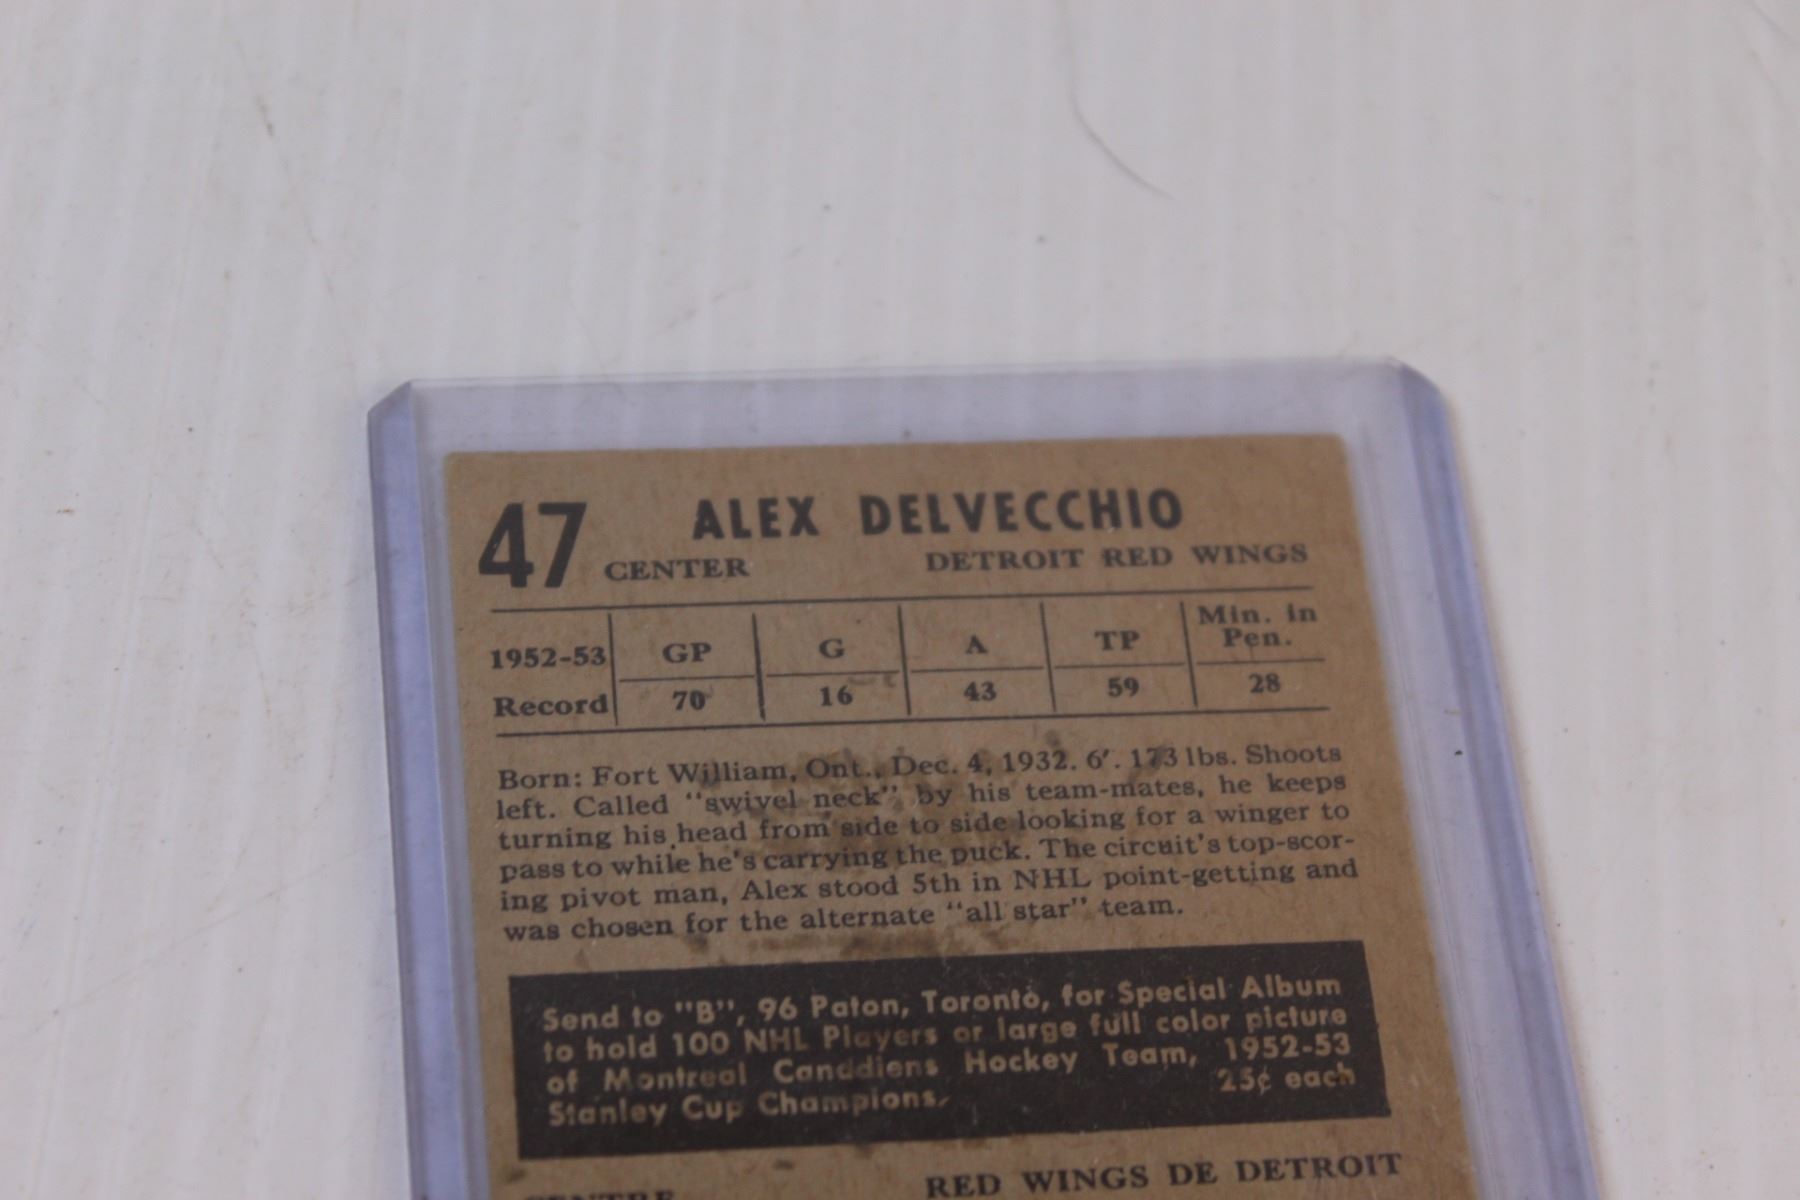 47 ALEX DELVECCHIO
CENTER DETROIT RED WINGS
1952-53 GP G A TP Min. in Pen.
Record 70 16 43 59 28
Born: Fort William, Ont., Dec. 4, 1932. 6'. 173 lbs. Shoots
left. Called "swivel neck" by his team-mates, he keeps
turning his head from side to side looking for a winger to
pass to while he's carrying the puck. The circuit's top-scor-
ing pivot man, Alex stood 5th in NHL point-getting and
was chosen for the alternate "all star" team.
Send to "B", 96 Paton, Toronto, for Special Album
to hold 100 NHL Players or large full color picture
of Montreal Canadiens Hockey Team, 1952-53
Stanley Cup Champions. 25¢ each
CENTRE RED WINGS DE DETROIT